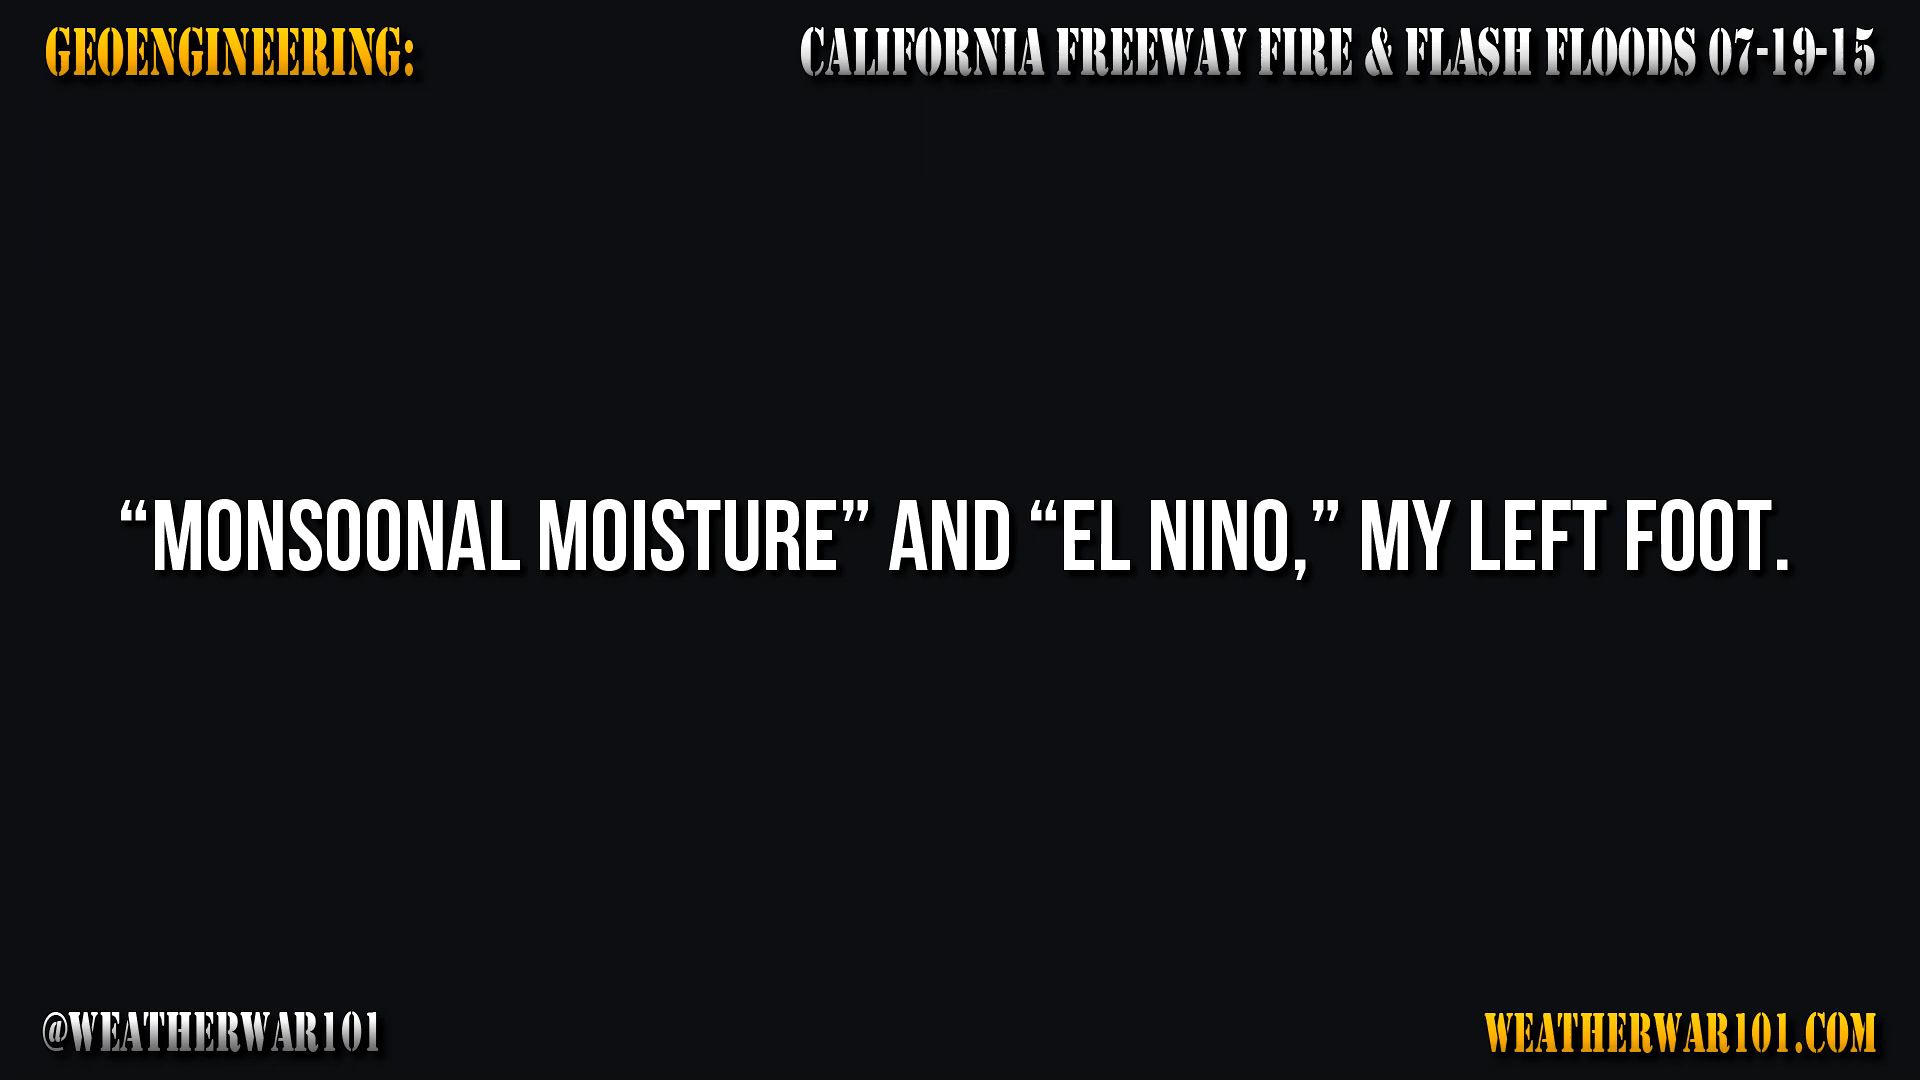 GEOENGINEERING:
CALIFORNIA FREEWAY FIRE & FLASH FLOODS 07-19-15
“MONSOONAL MOISTURE” AND “EL NINO,” MY LEFT FOOT.
@WEATHERWAR101
WEATHERWAR101.COM